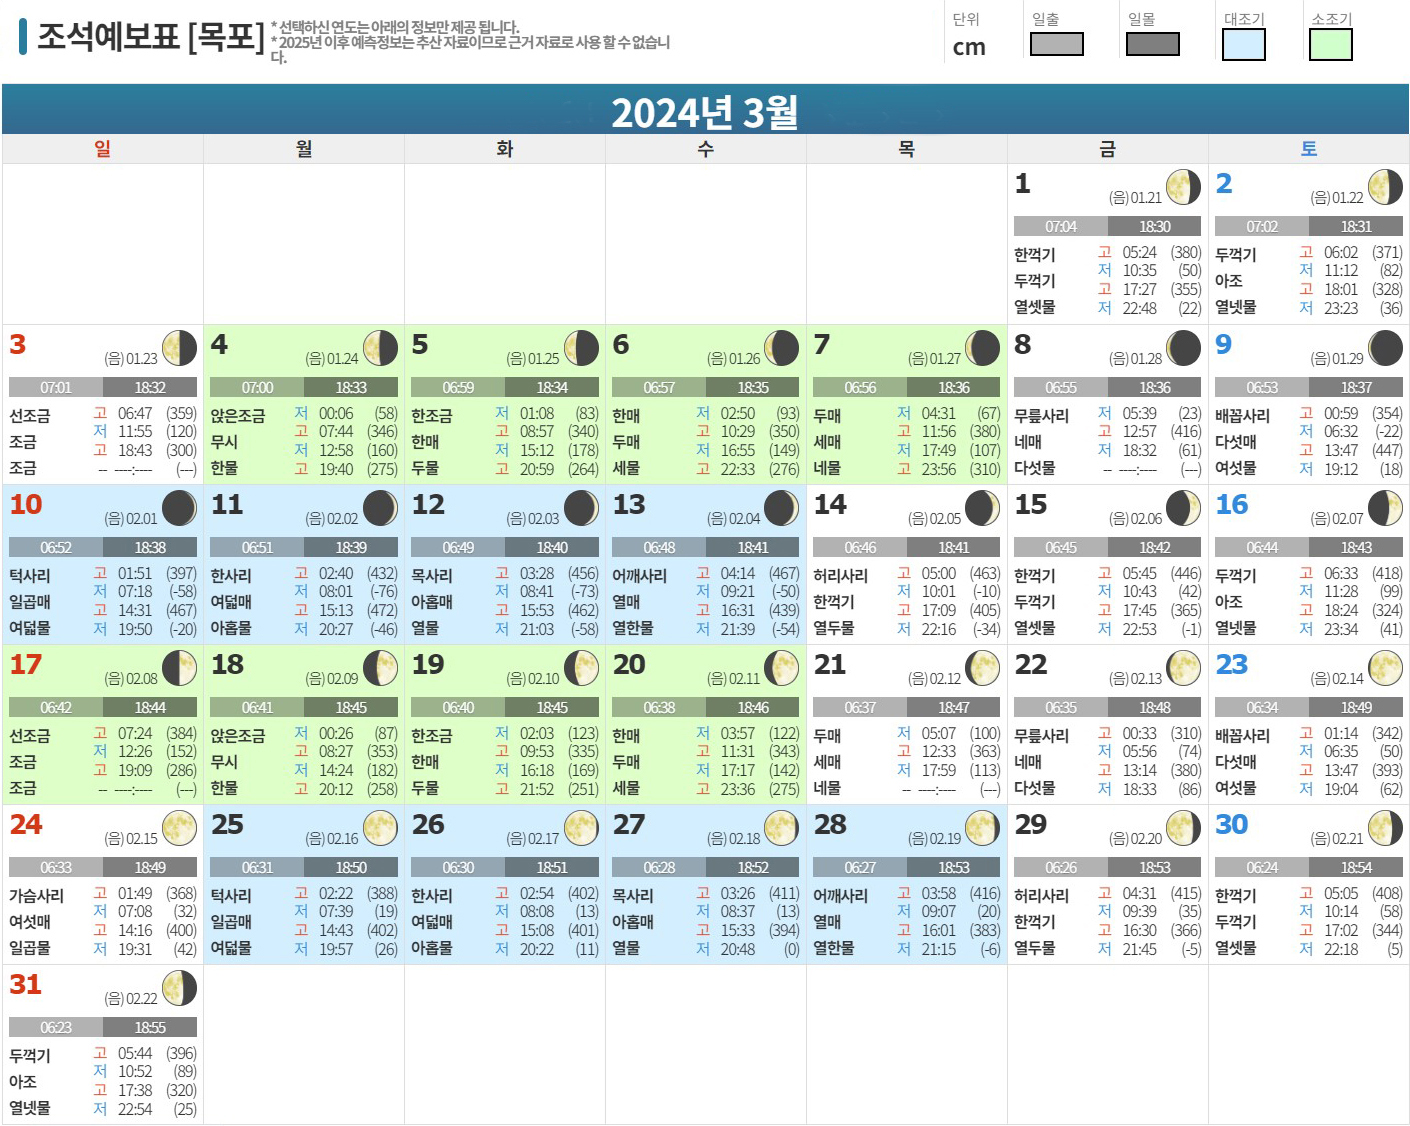 조석예보표 [목포]
* 선택하신 연도는 아래의 정보만 제공 됩니다.
* 2025년 이후 예측정보는 추산 자료이므로 근거 자료로 사용 할 수 없습니
다.
단위 일출 일몰 대조기 소조기
cm
2024년 3월
일 월 화 수 목 금 토
1 (음) 01.21
07:04 18:30
한꺽기
두꺽기
열셋물
고 05:24 (380)
저 10:35 (50)
고 17:27 (355)
저 22:48 (22)
2 (음) 01.22
07:02 18:31
두꺽기
아조
열넷물
고 06:02 (371)
저 11:12 (82)
고 18:01 (328)
저 23:23 (36)
3 (음) 01.23
07:01 18:32
선조금
조금
조금
고 06:47 (359)
저 11:55 (120)
고 18:43 (300)
-- ----:---- (---)
4 (음) 01.24
07:00 18:33
앉은조금
무시
한물
저 00:06 (58)
고 07:44 (346)
저 12:58 (160)
고 19:40 (275)
5 (음) 01.25
06:59 18:34
한조금
한매
두물
저 01:08 (83)
고 08:57 (340)
저 15:12 (178)
고 20:59 (264)
6 (음) 01.26
06:57 18:35
한매
두매
세물
저 02:50 (93)
고 10:29 (350)
저 16:55 (149)
고 22:33 (276)
7 (음) 01.27
06:56 18:36
두매
세매
네물
저 04:31 (67)
고 11:56 (380)
저 17:49 (107)
고 23:56 (310)
8 (음) 01.28
06:55 18:36
무릎사리
네매
다섯물
저 05:39 (23)
고 12:57 (416)
저 18:32 (61)
-- ----:---- (---)
9 (음) 01.29
06:53 18:37
배꼽사리
다섯매
여섯물
고 00:59 (354)
저 06:32 (-22)
고 13:47 (447)
저 19:12 (18)
10 (음) 02.01
06:52 18:38
턱사리
일곱매
여덟물
고 01:51 (397)
저 07:18 (-58)
고 14:31 (467)
저 19:50 (-20)
11 (음) 02.02
06:51 18:39
한사리
여덟매
아홉물
고 02:40 (432)
저 08:01 (-76)
고 15:13 (472)
저 20:27 (-46)
12 (음) 02.03
06:49 18:40
목사리
아홉매
열물
고 03:28 (456)
저 08:41 (-73)
고 15:53 (462)
저 21:03 (-58)
13 (음) 02.04
06:48 18:41
어깨사리
열매
열한물
고 04:14 (467)
저 09:21 (-50)
고 16:31 (439)
저 21:39 (-54)
14 (음) 02.05
06:46 18:41
허리사리
한꺽기
열두물
고 05:00 (463)
저 10:01 (-10)
고 17:09 (405)
저 22:16 (-34)
15 (음) 02.06
06:45 18:42
한꺽기
두꺽기
열셋물
고 05:45 (446)
저 10:43 (42)
고 17:45 (365)
저 22:53 (-1)
16 (음) 02.07
06:44 18:43
두꺽기
아조
열넷물
고 06:33 (418)
저 11:28 (99)
고 18:24 (324)
저 23:34 (41)
17 (음) 02.08
06:42 18:44
선조금
조금
조금
고 07:24 (384)
저 12:26 (152)
고 19:09 (286)
-- ----:---- (---)
18 (음) 02.09
06:41 18:45
앉은조금
무시
한물
저 00:26 (87)
고 08:27 (353)
저 14:24 (182)
고 20:12 (258)
19 (음) 02.10
06:40 18:45
한조금
한매
두물
저 02:03 (123)
고 09:53 (335)
저 16:18 (169)
고 21:52 (251)
20 (음) 02.11
06:38 18:46
한매
두매
세물
저 03:57 (122)
고 11:31 (343)
저 17:17 (142)
고 23:36 (275)
21 (음) 02.12
06:37 18:47
두매
세매
네물
저 05:07 (100)
고 12:33 (363)
저 17:59 (113)
-- ----:---- (---)
22 (음) 02.13
06:35 18:48
무릎사리
네매
다섯물
고 00:33 (310)
저 05:56 (74)
고 13:14 (380)
저 18:33 (86)
23 (음) 02.14
06:34 18:49
배꼽사리
다섯매
여섯물
고 01:14 (342)
저 06:35 (50)
고 13:47 (393)
저 19:04 (62)
24 (음) 02.15
06:33 18:49
가슴사리
여섯매
일곱물
고 01:49 (368)
저 07:08 (32)
고 14:16 (400)
저 19:31 (42)
25 (음) 02.16
06:31 18:50
턱사리
일곱매
여덟물
고 02:22 (388)
저 07:39 (19)
고 14:43 (402)
저 19:57 (26)
26 (음) 02.17
06:30 18:51
한사리
여덟매
아홉물
고 02:54 (402)
저 08:08 (13)
고 15:08 (401)
저 20:22 (11)
27 (음) 02.18
06:28 18:52
목사리
아홉매
열물
고 03:26 (411)
저 08:37 (13)
고 15:33 (394)
저 20:48 (0)
28 (음) 02.19
06:27 18:53
어깨사리
열매
열한물
고 03:58 (416)
저 09:07 (20)
고 16:01 (383)
저 21:15 (-6)
29 (음) 02.20
06:26 18:53
허리사리
한꺽기
열두물
고 04:31 (415)
저 09:39 (35)
고 16:30 (366)
저 21:45 (-5)
30 (음) 02.21
06:24 18:54
한꺽기
두꺽기
열셋물
고 05:05 (408)
저 10:14 (58)
고 17:02 (344)
저 22:18 (5)
31 (음) 02.22
06:23 18:55
두꺽기
아조
열넷물
고 05:44 (396)
저 10:52 (89)
고 17:38 (320)
저 22:54 (25)